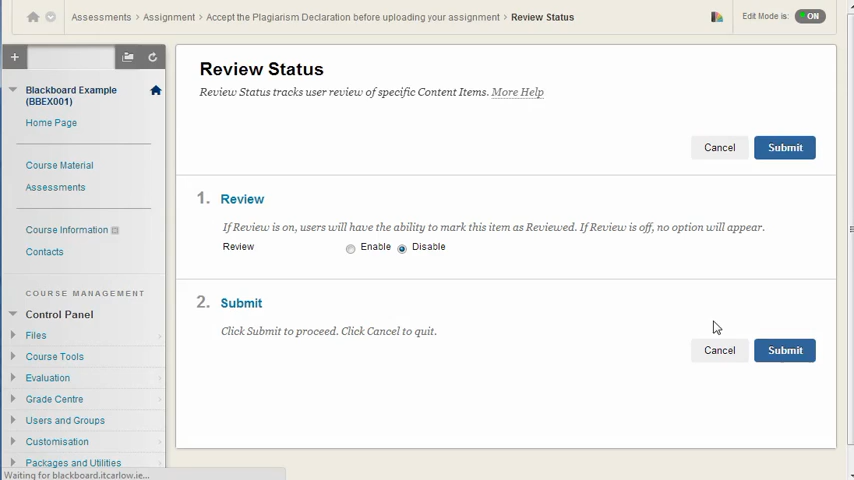 Assessments > Assignment > Accept the Plagiarism Declaration before uploading your assignment > Review Status
Edit Mode is: ON
Blackboard Example
(BBEX001)
Home Page
Course Material
Assessments
Course Information
Contacts
COURSE MANAGEMENT
Control Panel
Files
Course Tools
Evaluation
Grade Centre
Users and Groups
Customisation
Packages and Utilities
Waiting for blackboard.itcarlow.ie...
Review Status
Review Status tracks user review of specific Content Items. More Help
Cancel Submit
1. Review
If Review is on, users will have the ability to mark this item as Reviewed. If Review is off, no option will appear.
Review Enable Disable
2. Submit
Click Submit to proceed. Click Cancel to quit.
Cancel Submit